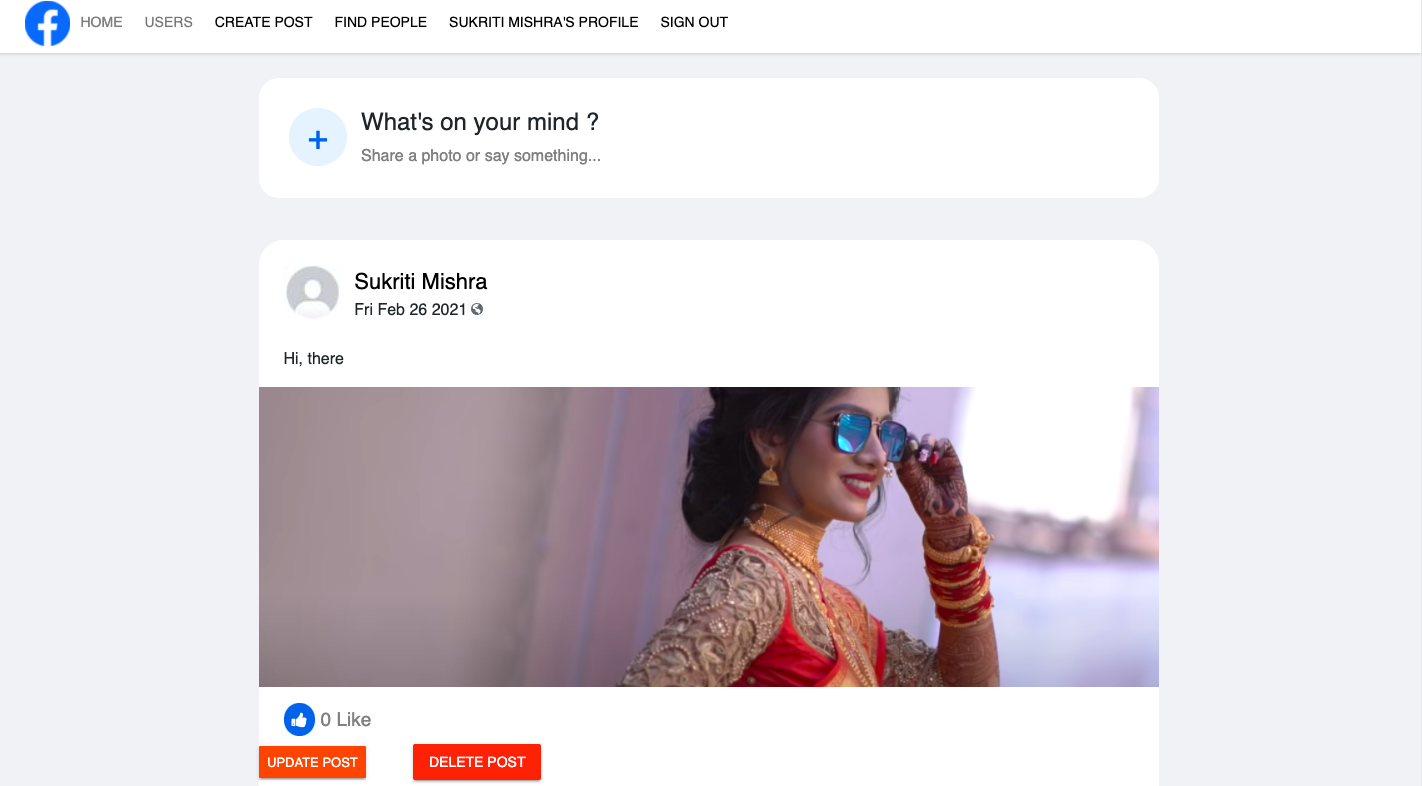 HOME USERS CREATE POST FIND PEOPLE SUKRITI MISHRA'S PROFILE SIGN OUT
What's on your mind ?
Share a photo or say something...
Sukriti Mishra
Fri Feb 26 2021
Hi, there
0 Like
UPDATE POST DELETE POST